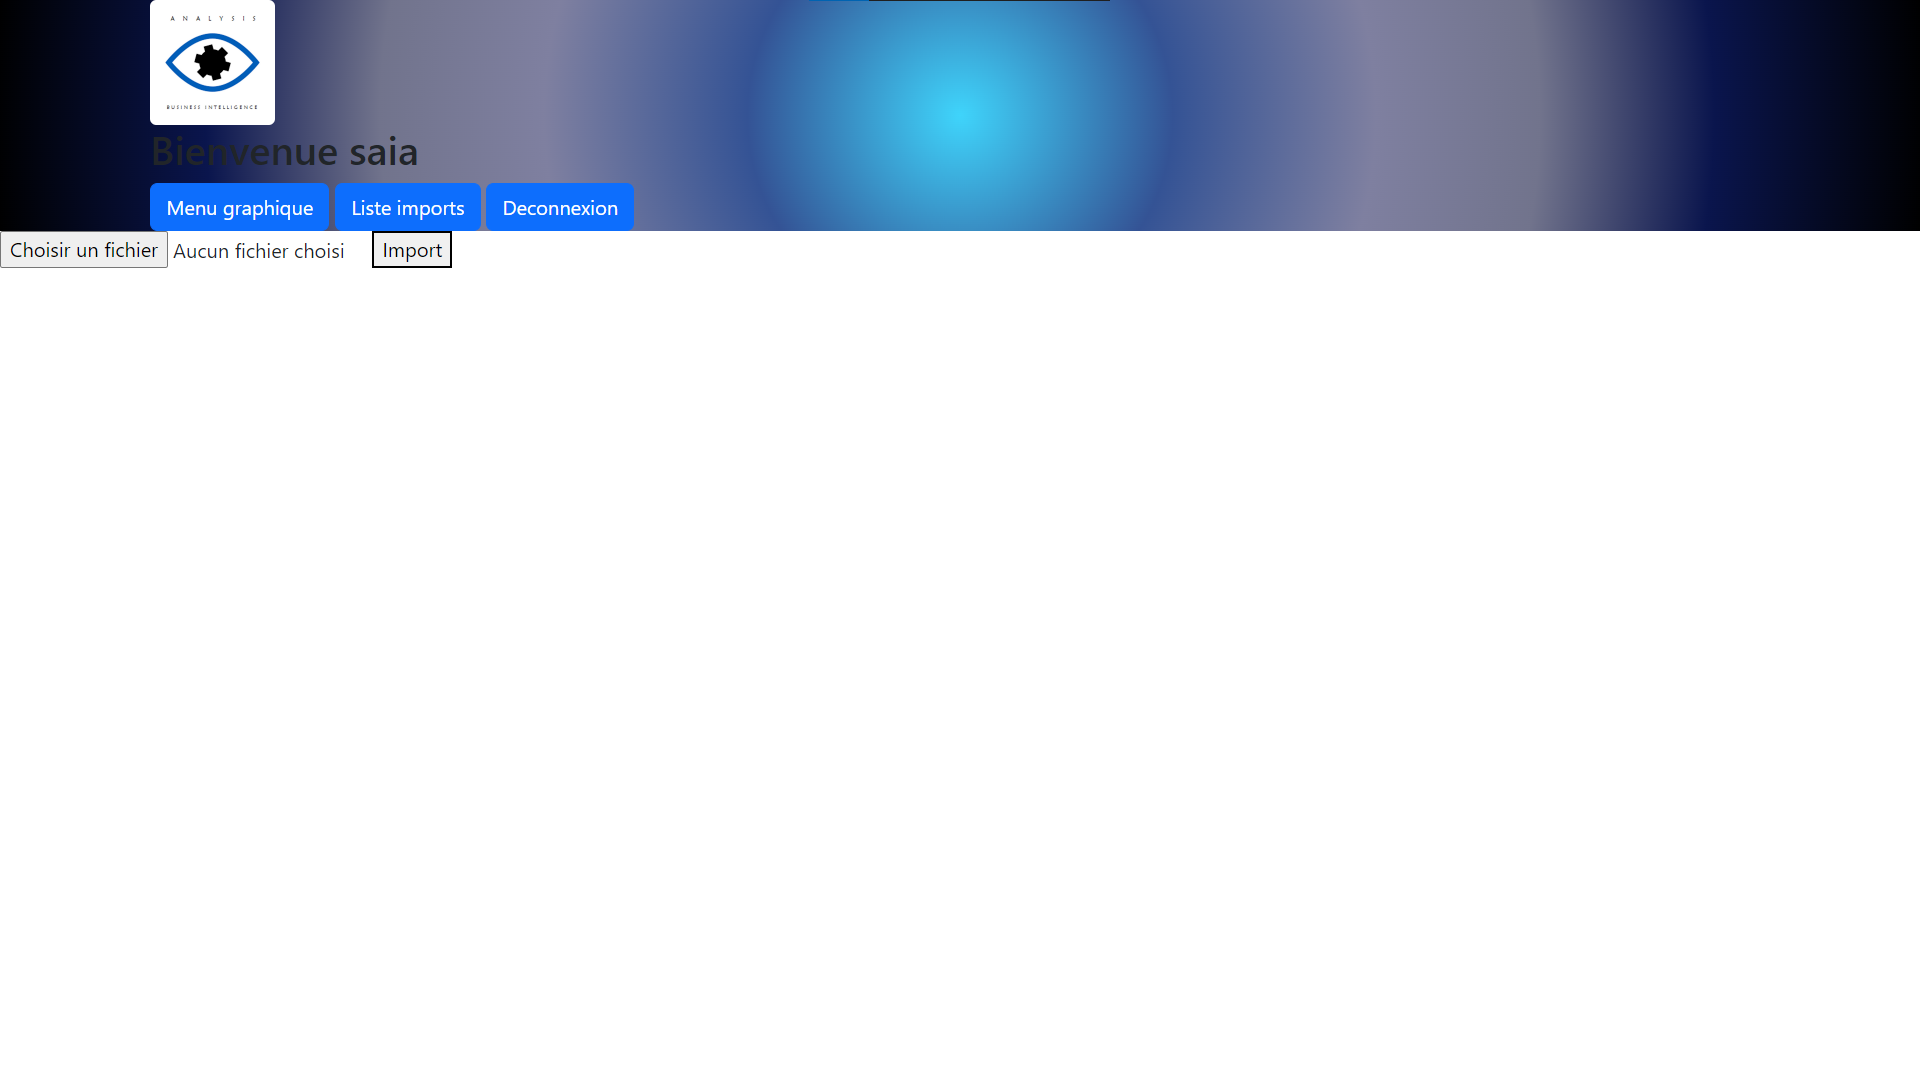 ANALYSIS
BUSINESS INTELLIGENCE
Bienvenue saia
Menu graphique Liste imports Deconnexion
Choisir un fichier Aucun fichier choisi Import